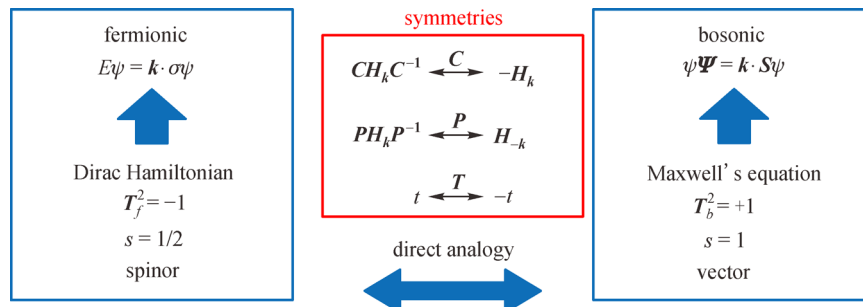 fermionic
Eψ = k · σψ
Dirac Hamiltonian
T_f^2 = −1
s = 1/2
spinor
symmetries
CH_kC^−1 C −H_k
PH_kP^−1 P H_−k
t T −t
direct analogy
bosonic
ψΨ = k · Sψ
Maxwell's equation
T_b^2 = +1
s = 1
vector